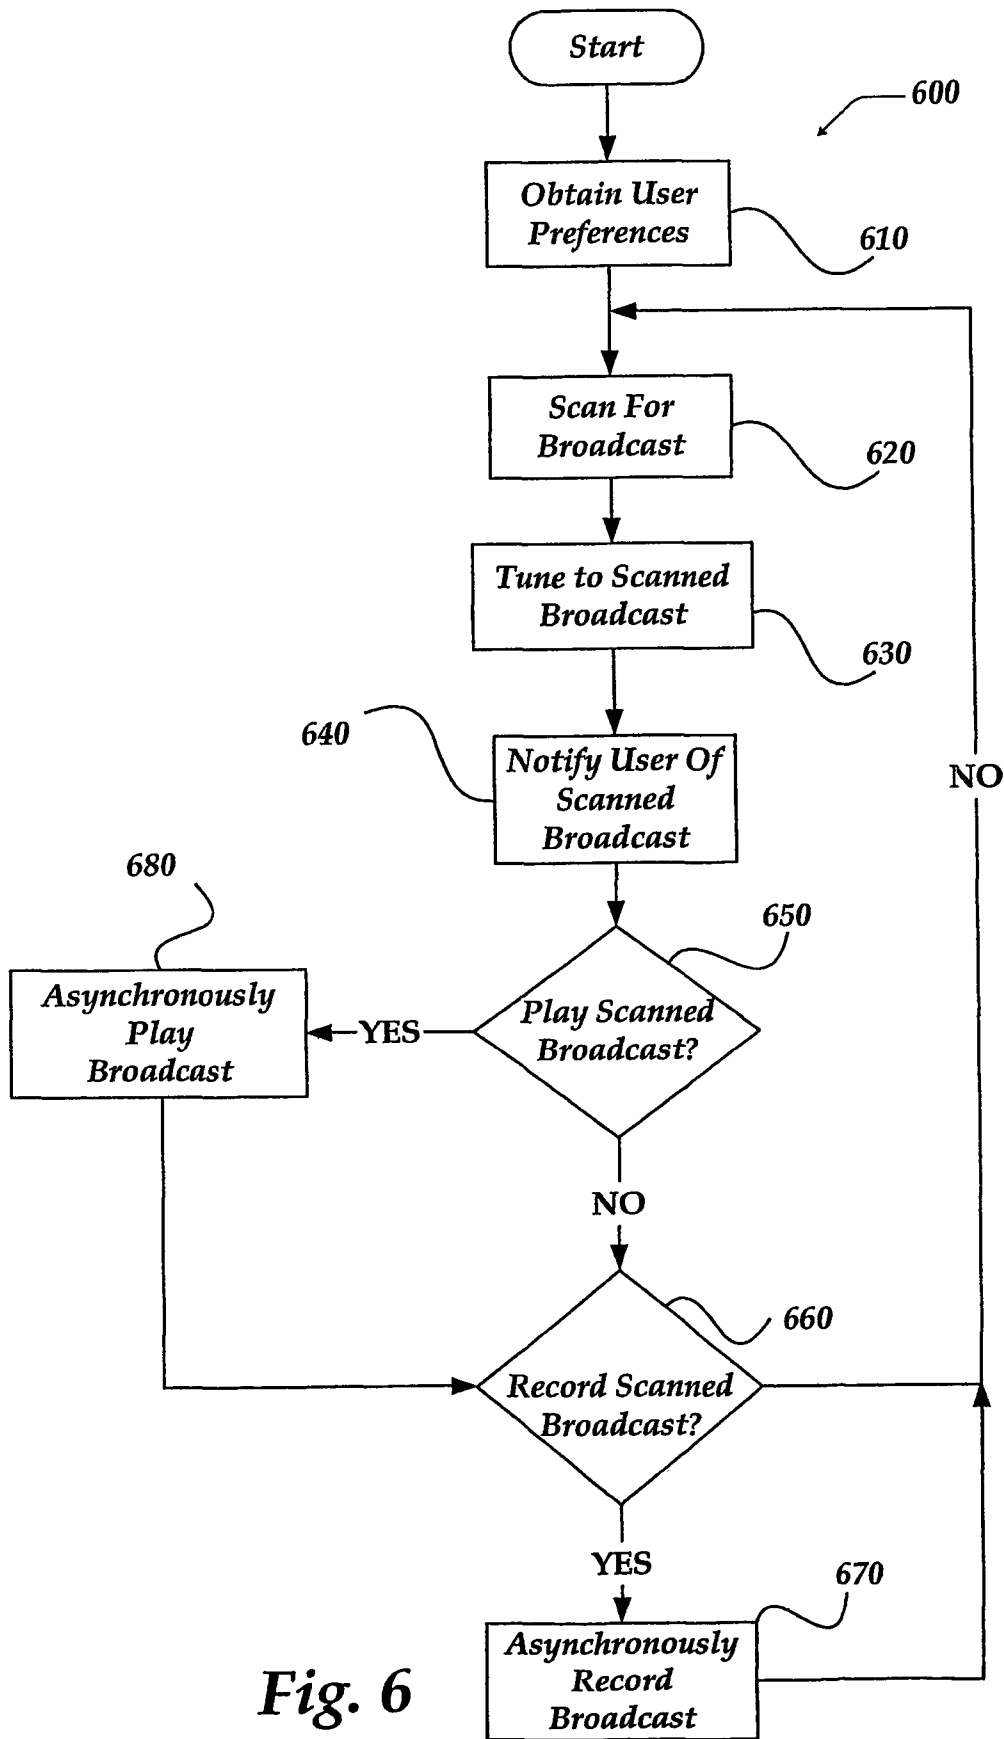 Start
600
Obtain User
Preferences
610
Scan For
Broadcast
620
Tune to Scanned
Broadcast
630
640
Notify User Of
Scanned
Broadcast
NO
680
650
Asynchronously
Play
Broadcast
YES
Play Scanned
Broadcast?
NO
660
Record Scanned
Broadcast?
YES
670
Asynchronously
Record
Broadcast
Fig. 6